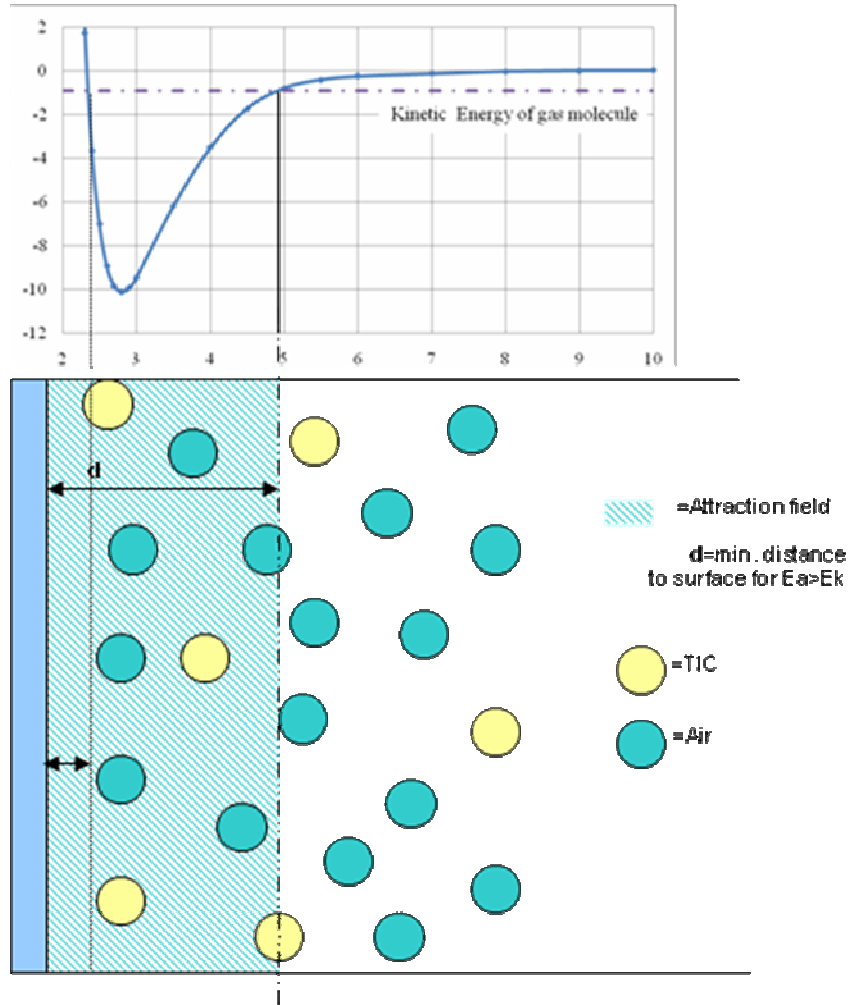 2
0
-2
-4
-6
-8
-10
-12
Kinetic Energy of gas molecule
2 3 4 5 6 7 8 9 10
d
=Attraction field
d=min. distance
to surface for Ea>Ek
=TIC
=Air